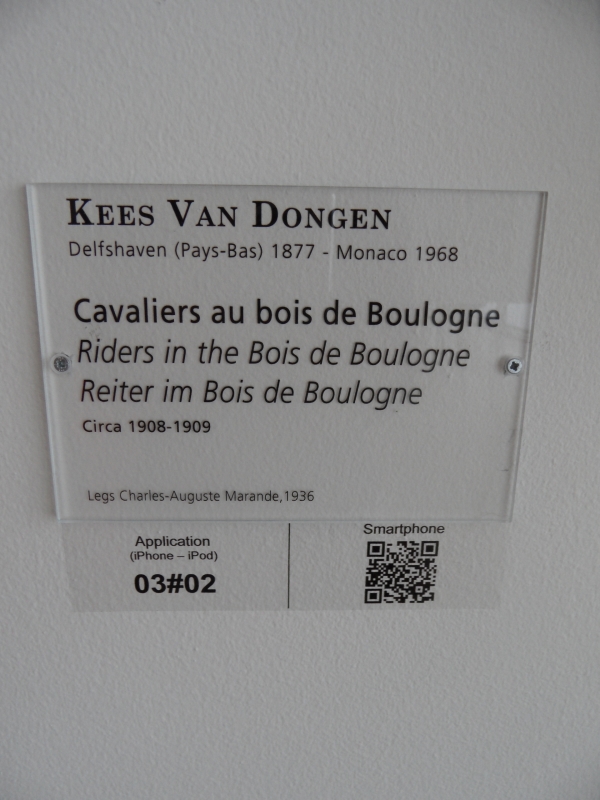 KEES VAN DONGEN
Delfshaven (Pays-Bas) 1877 - Monaco 1968
Cavaliers au bois de Boulogne
Riders in the Bois de Boulogne
Reiter im Bois de Boulogne
Circa 1908-1909
Legs Charles-Auguste Marande,1936
Application
(iPhone – iPod)
03#02
Smartphone